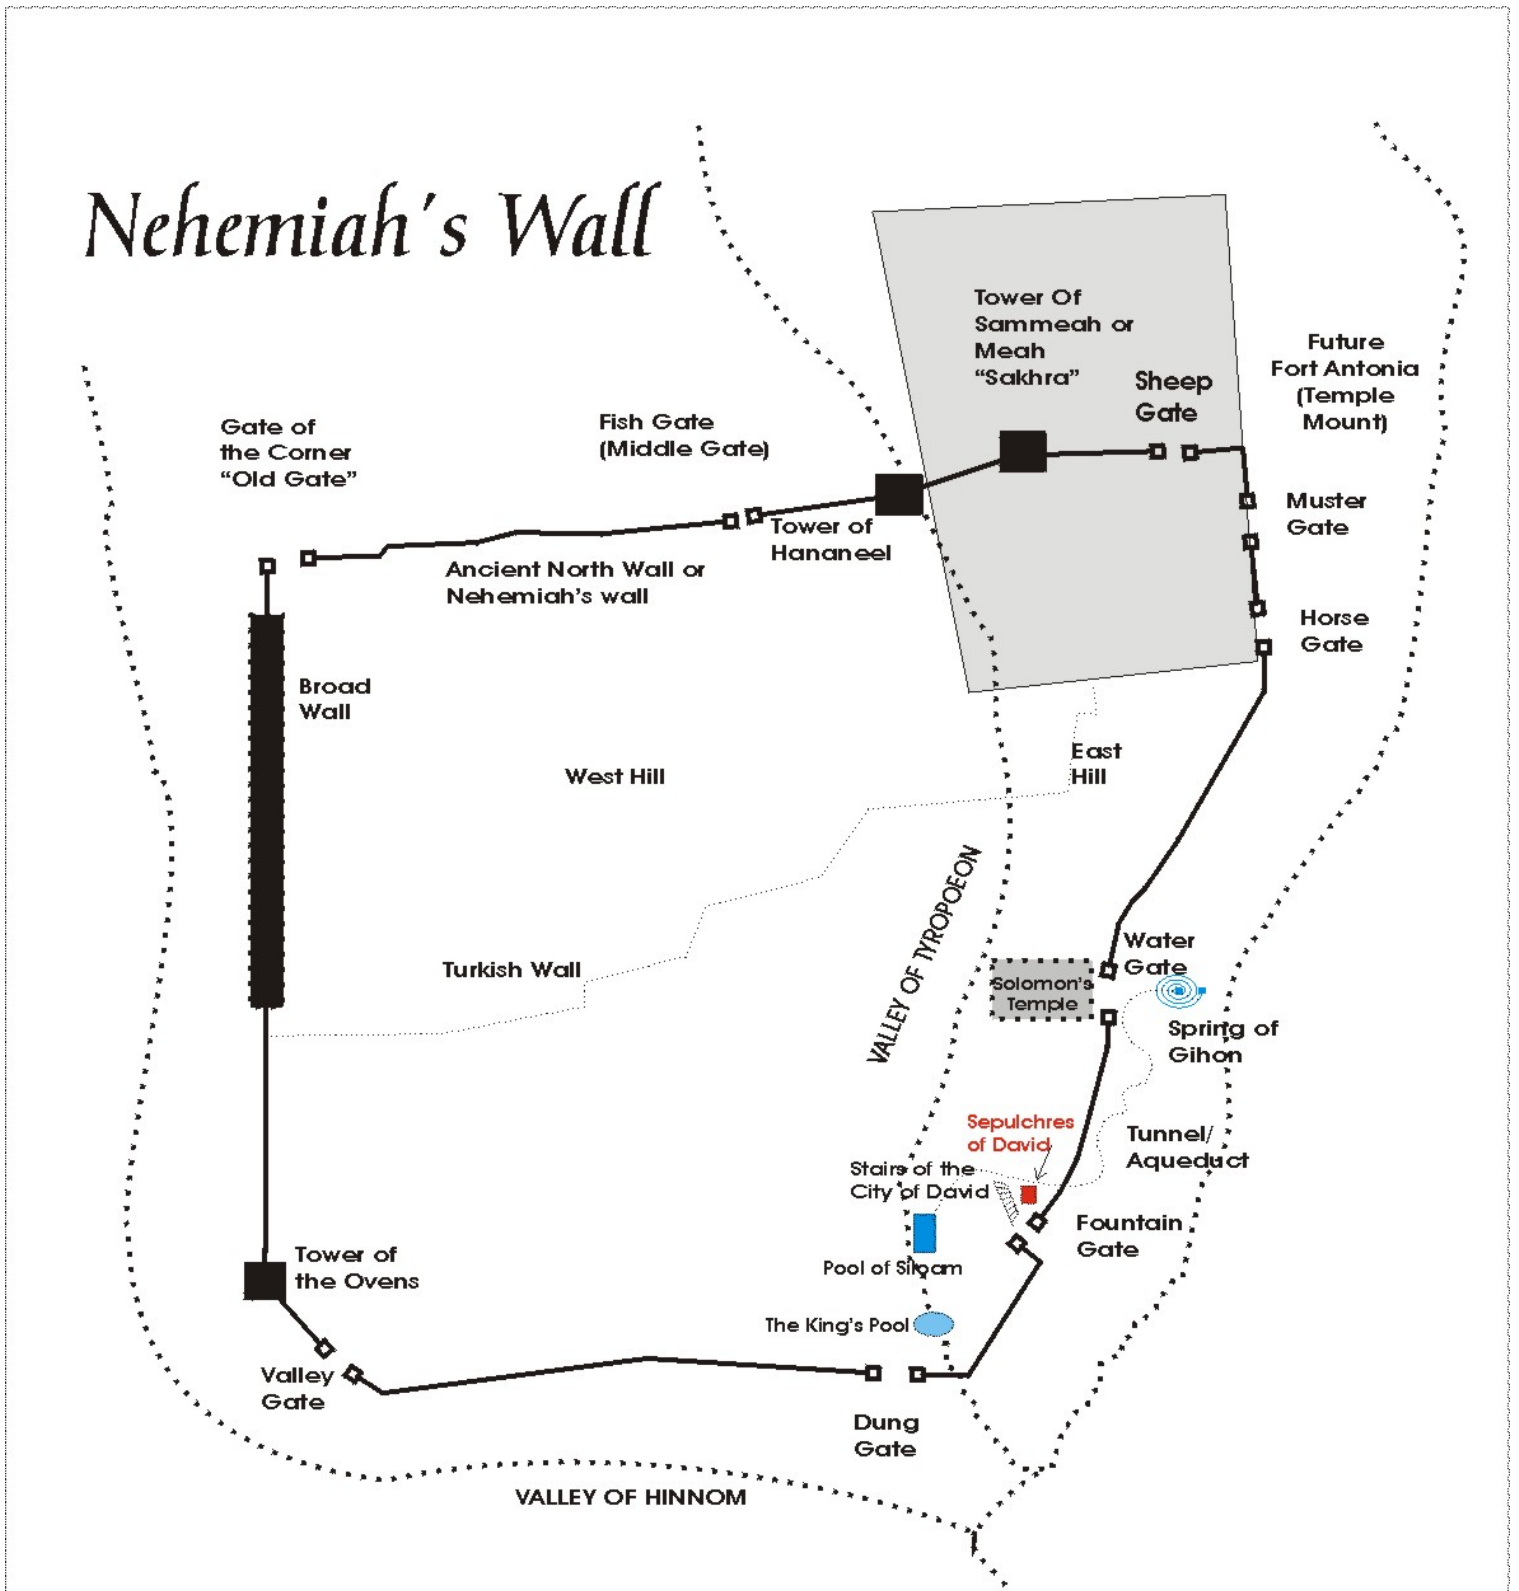 Nehemiah's Wall
Tower Of
Sammeah or
Meah
“Sakhra”
Sheep
Gate
Future
Fort Antonia
(Temple
Mount)
Gate of
the Corner
“Old Gate”
Fish Gate
(Middle Gate)
Tower of
Hananeel
Muster
Gate
Ancient North Wall or
Nehemiah's wall
Horse
Gate
Broad
Wall
West Hill
East
Hill
VALLEY OF TYROPOEON
Turkish Wall
Water
Gate
Solomon's
Temple
Spring of
Gihon
Sepulchres
of David
Tunnel/
Aqueduct
Stairs of the
City of David
Fountain
Gate
Tower of
the Ovens
Pool of Siloam
The King's Pool
Valley
Gate
Dung
Gate
VALLEY OF HINNOM